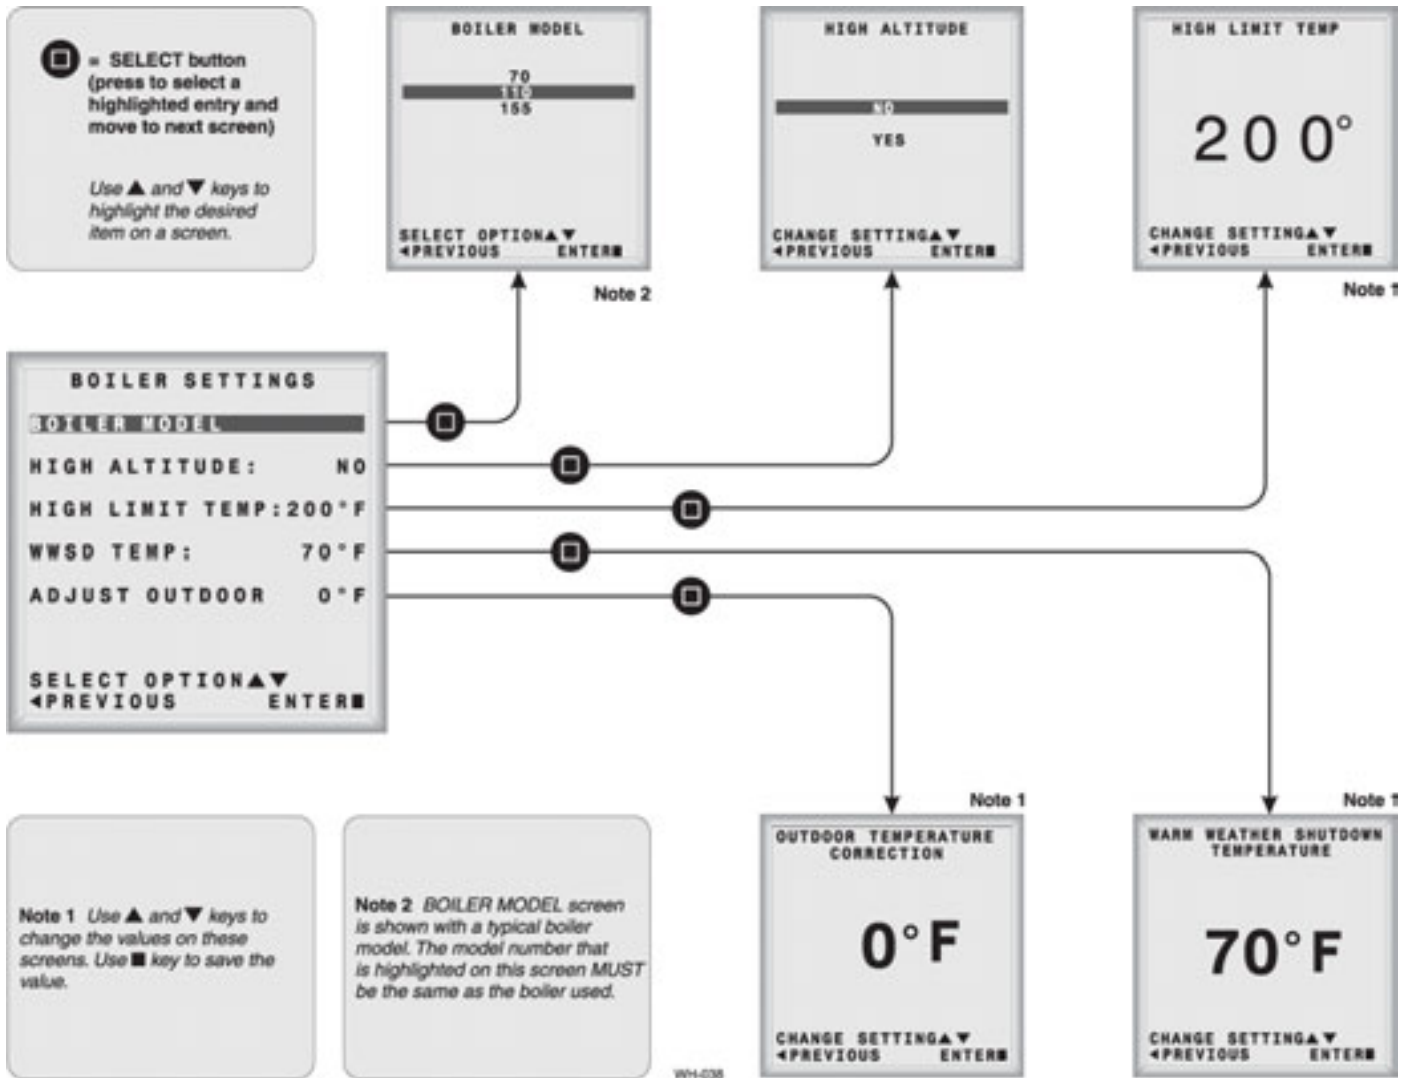 = SELECT button
(press to select a
highlighted entry and
move to next screen)
Use ▲ and ▼ keys to
highlight the desired
item on a screen.
BOILER MODEL
70
110
155
SELECT OPTION▲▼
◄PREVIOUS ENTER■
Note 2
HIGH ALTITUDE
NO
YES
CHANGE SETTING▲▼
◄PREVIOUS ENTER■
HIGH LIMIT TEMP
200°
CHANGE SETTING▲▼
◄PREVIOUS ENTER■
Note 1
BOILER SETTINGS
BOILER MODEL
HIGH ALTITUDE: NO
HIGH LIMIT TEMP:200°F
WWSD TEMP: 70°F
ADJUST OUTDOOR 0°F
SELECT OPTION▲▼
◄PREVIOUS ENTER■
Note 1 Use ▲ and ▼ keys to
change the values on these
screens. Use ■ key to save the
value.
Note 2 BOILER MODEL screen
is shown with a typical boiler
model. The model number that
is highlighted on this screen MUST
be the same as the boiler used.
WH-038
Note 1
OUTDOOR TEMPERATURE
CORRECTION
0°F
CHANGE SETTING▲▼
◄PREVIOUS ENTER■
Note 1
WARM WEATHER SHUTDOWN
TEMPERATURE
70°F
CHANGE SETTING▲▼
◄PREVIOUS ENTER■